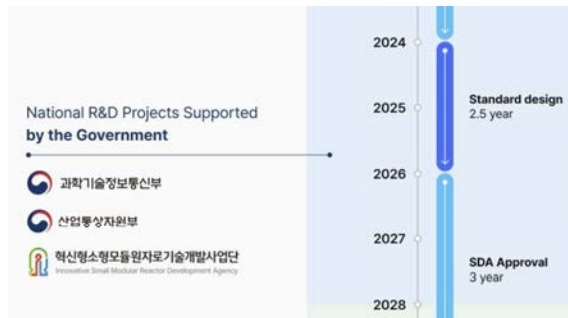 National R&D Projects Supported
by the Government
과학기술정보통신부
산업통상자원부
혁신형소형모듈원자로기술개발사업단
Innovative Small Modular Reactor Development Agency
2024
2025
Standard design
2.5 year
2026
2027
SDA Approval
3 year
2028